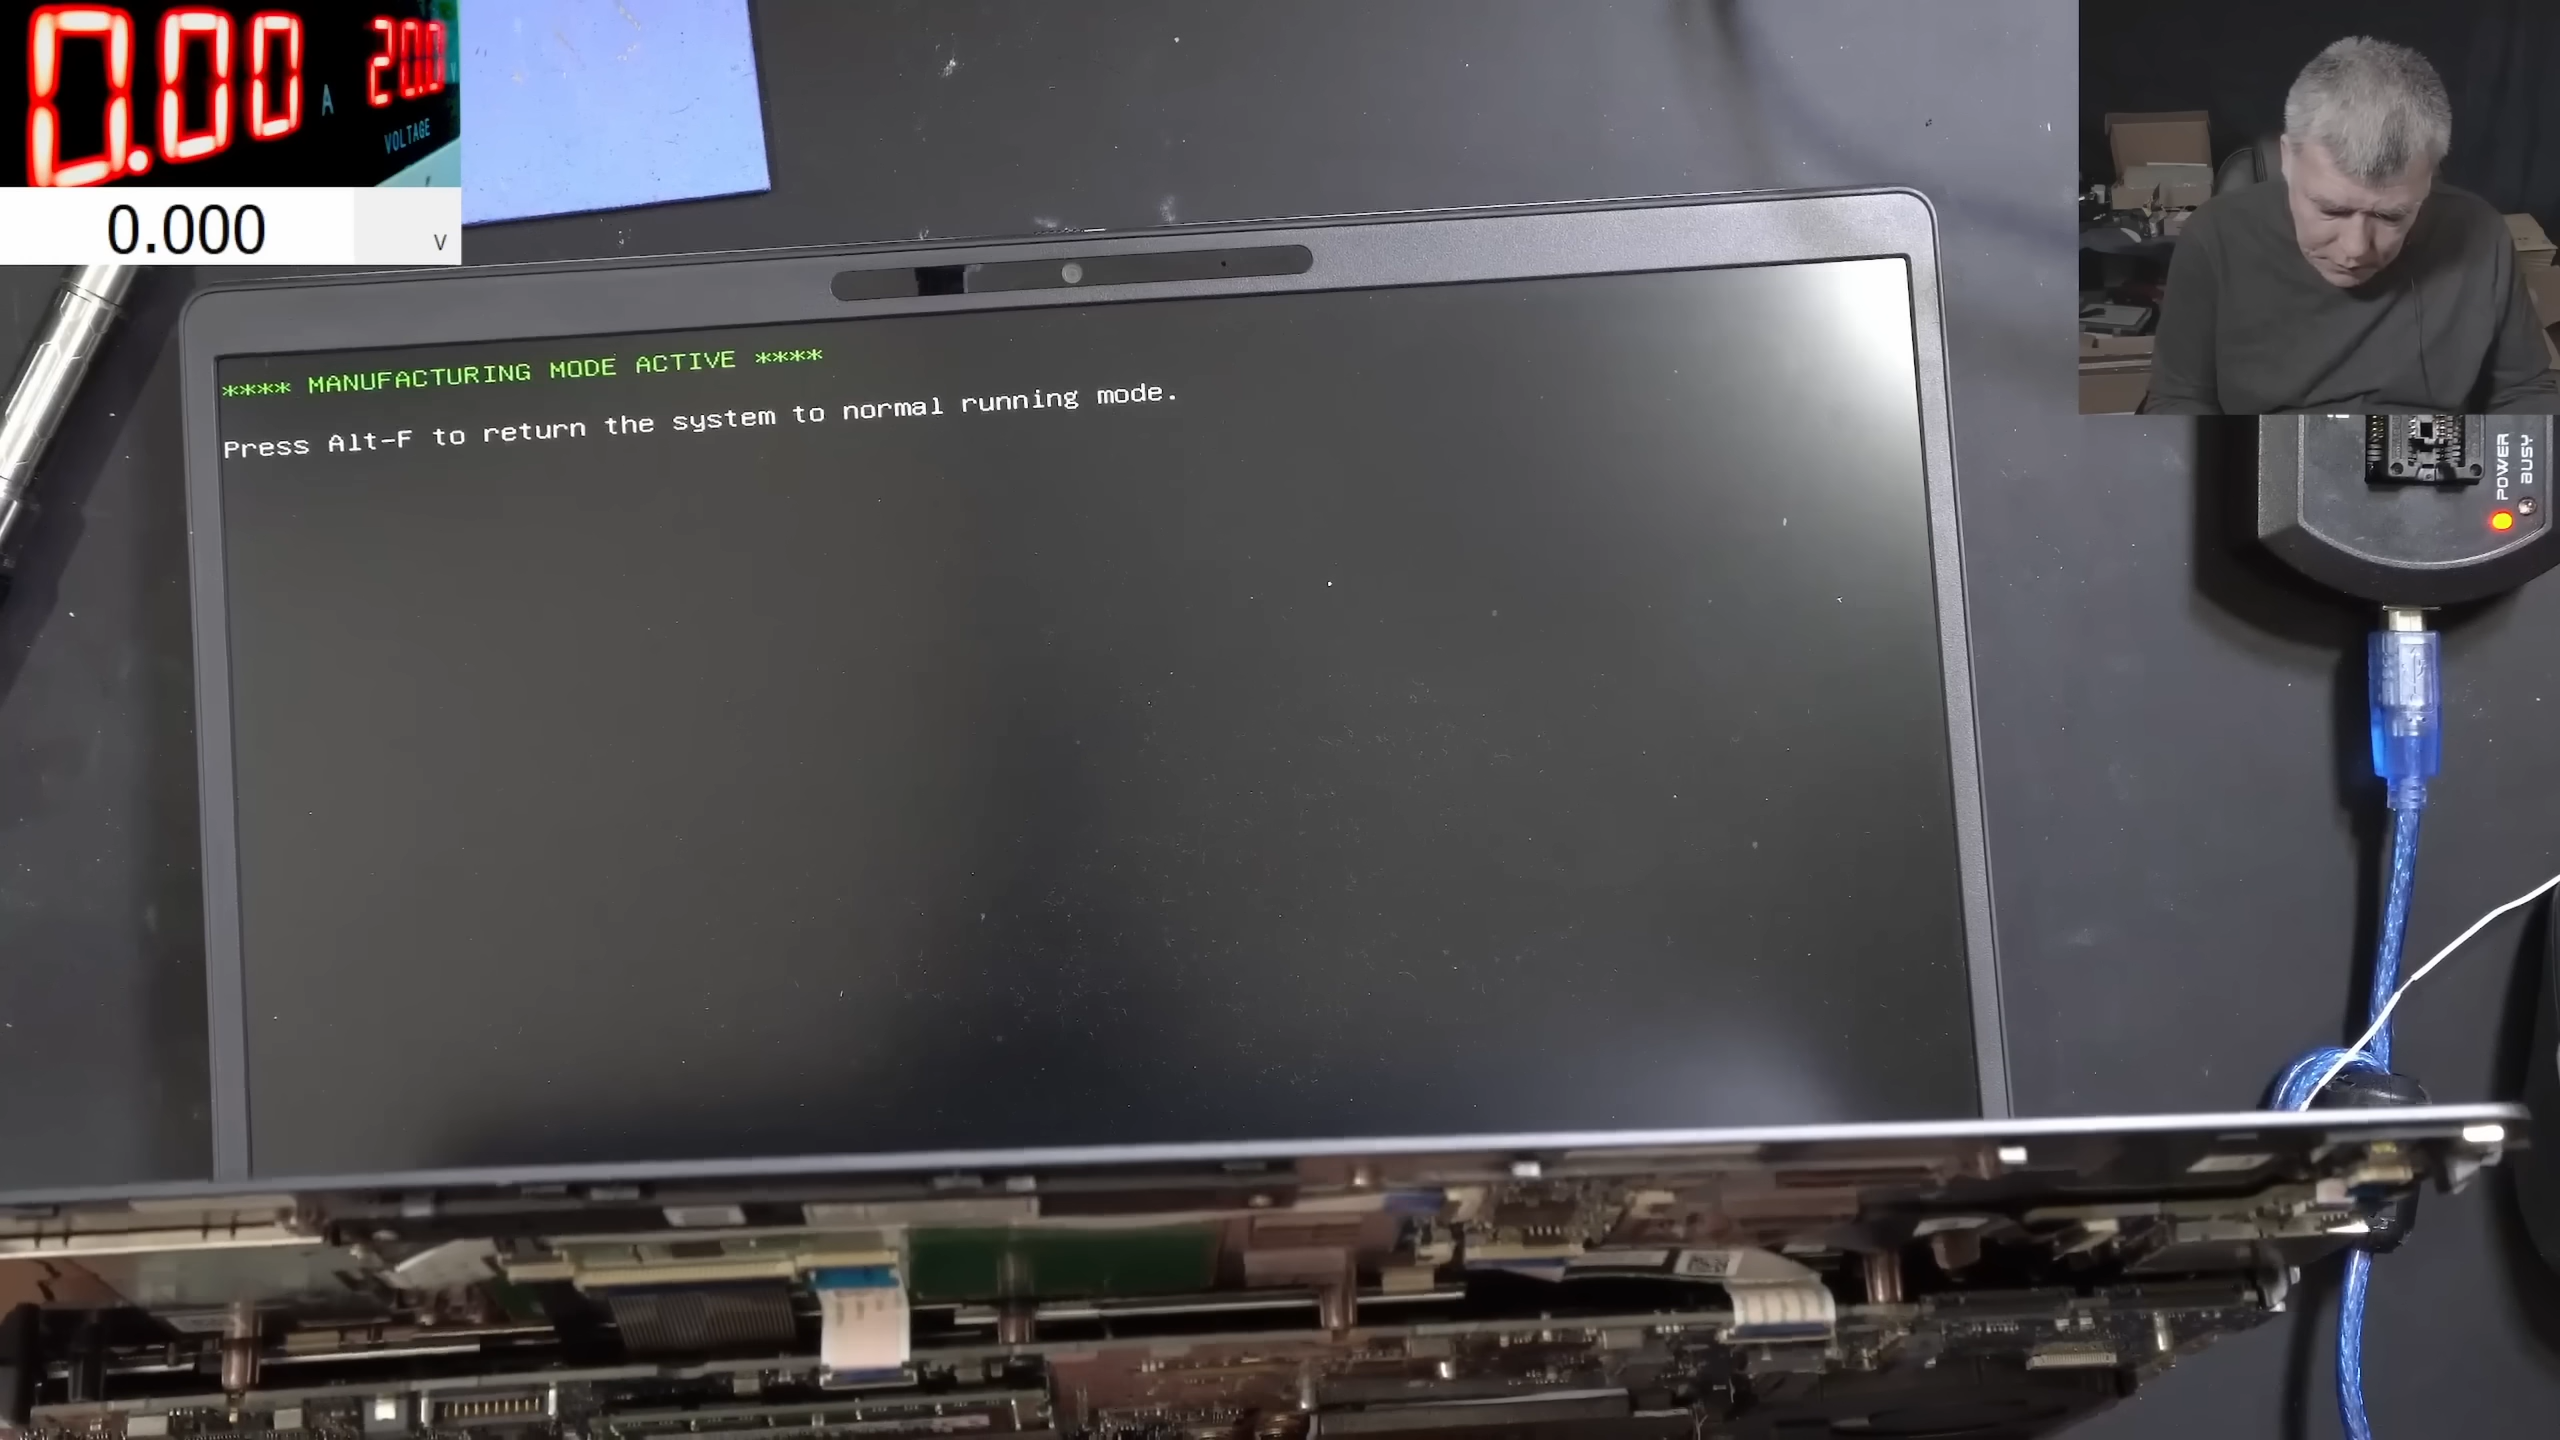 0.00 A 20.0 V
VOLTAGE
0.000 V
**** MANUFACTURING MODE ACTIVE ****
Press Alt-F to return the system to normal running mode.
POWER
BUSY